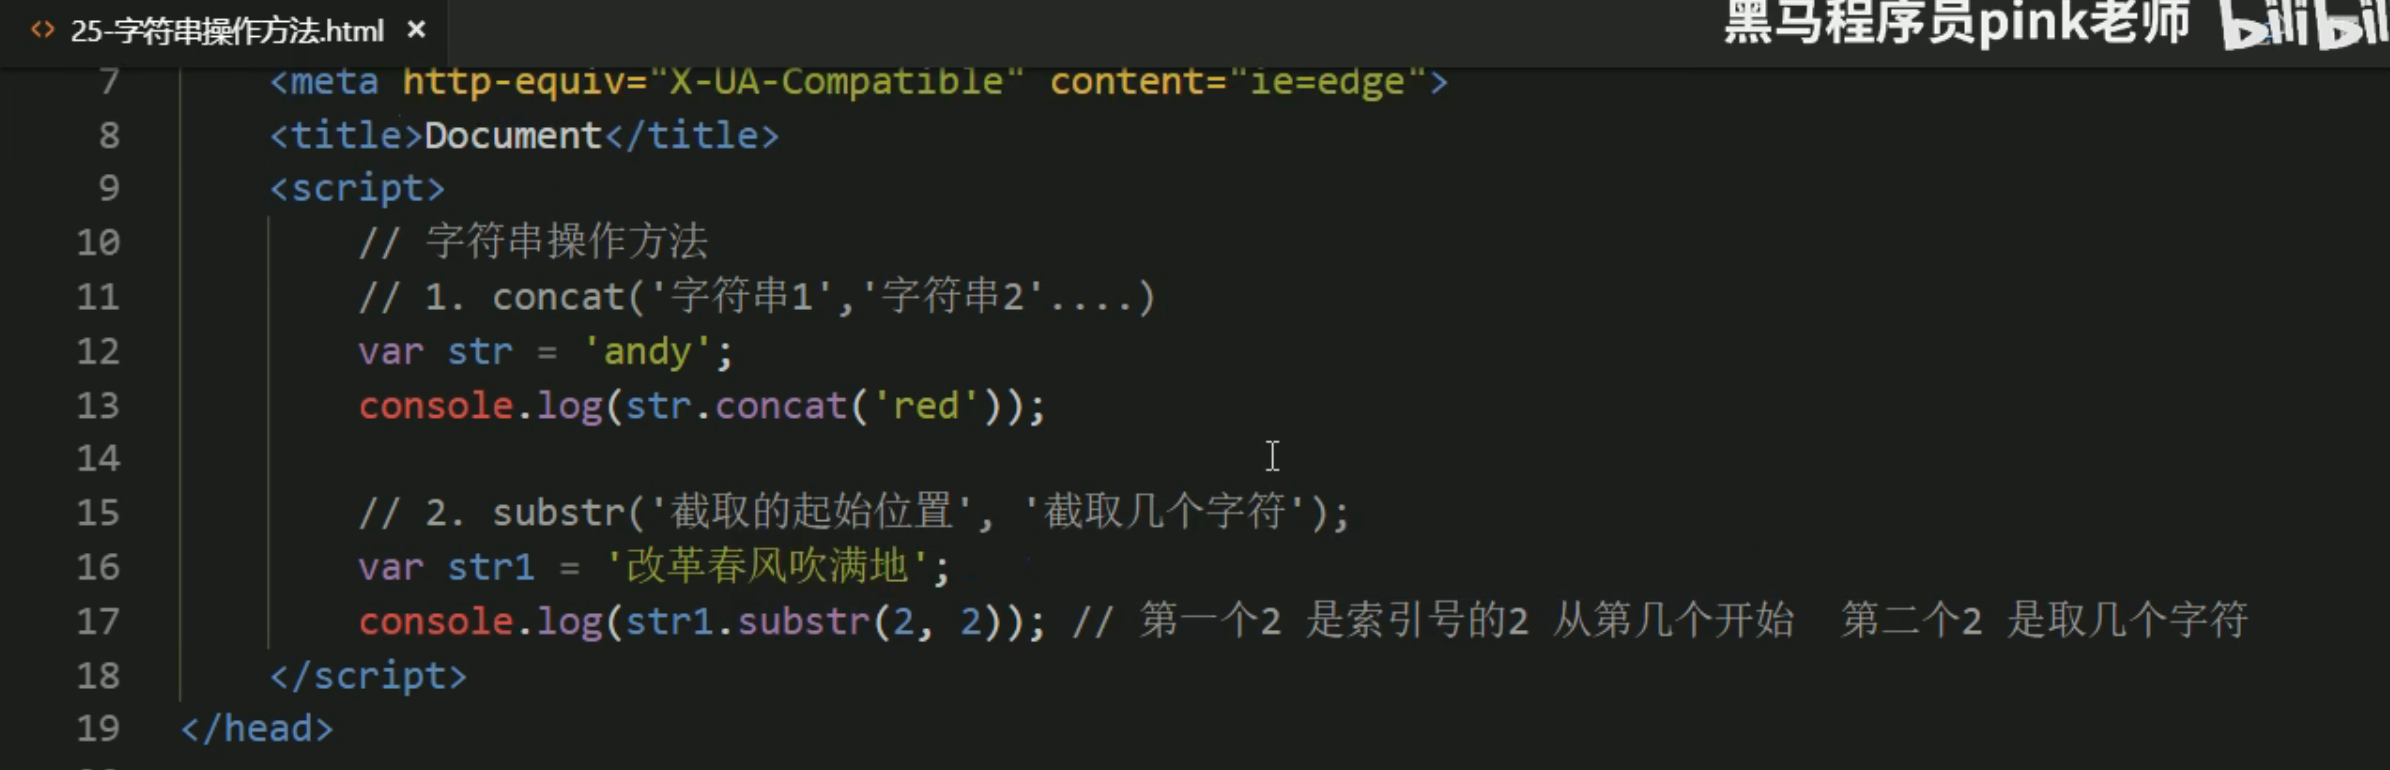 25-字符串操作方法.html ×
黑马程序员pink老师 bilibili
7 <meta http-equiv="X-UA-Compatible" content="ie=edge">
8 <title>Document</title>
9 <script>
10 // 字符串操作方法
11 // 1. concat('字符串1','字符串2'....)
12 var str = 'andy';
13 console.log(str.concat('red'));
14
15 // 2. substr('截取的起始位置', '截取几个字符');
16 var str1 = '改革春风吹满地';
17 console.log(str1.substr(2, 2)); // 第一个2 是索引号的2 从第几个开始  第二个2 是取几个字符
18 </script>
19 </head>